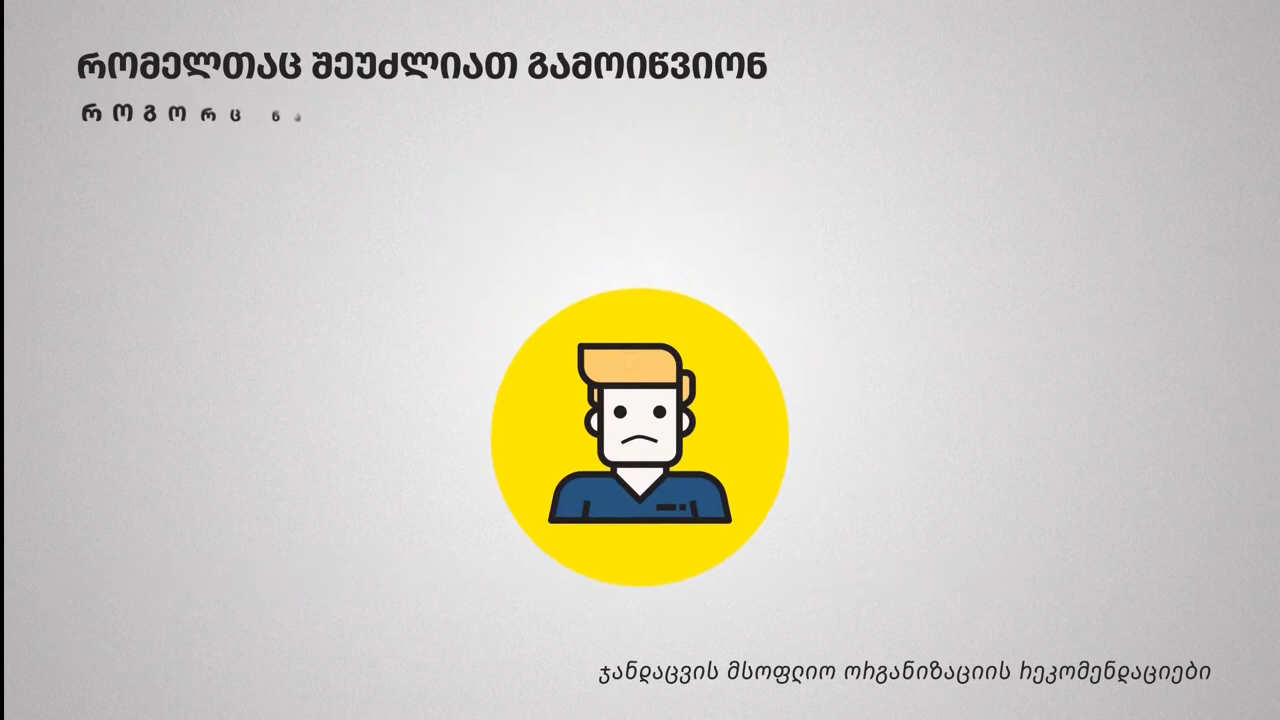 რომელთაც შეუძლიათ გამოიწვიონ
როგორც
ჯანდაცვის მსოფლიო ორგანიზაციის რეკომენდაციები